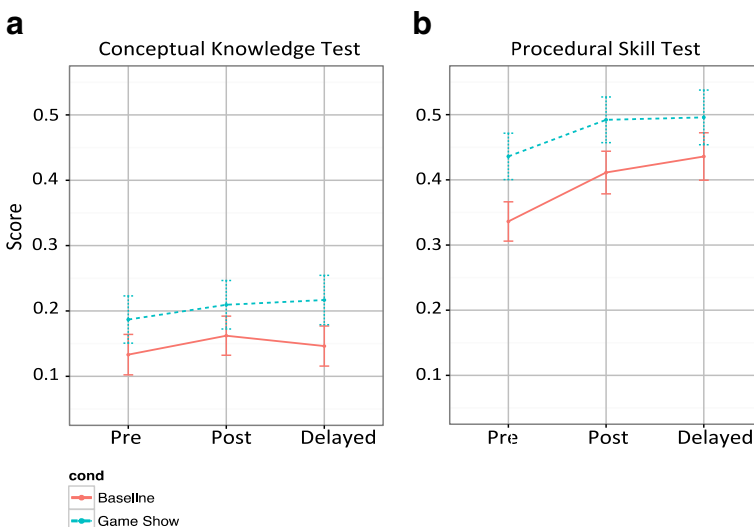 a
Conceptual Knowledge Test
Score
0.5
0.4
0.3
0.2
0.1
Pre Post Delayed
b
Procedural Skill Test
0.5
0.4
0.3
0.2
0.1
Pre Post Delayed
cond
Baseline
Game Show